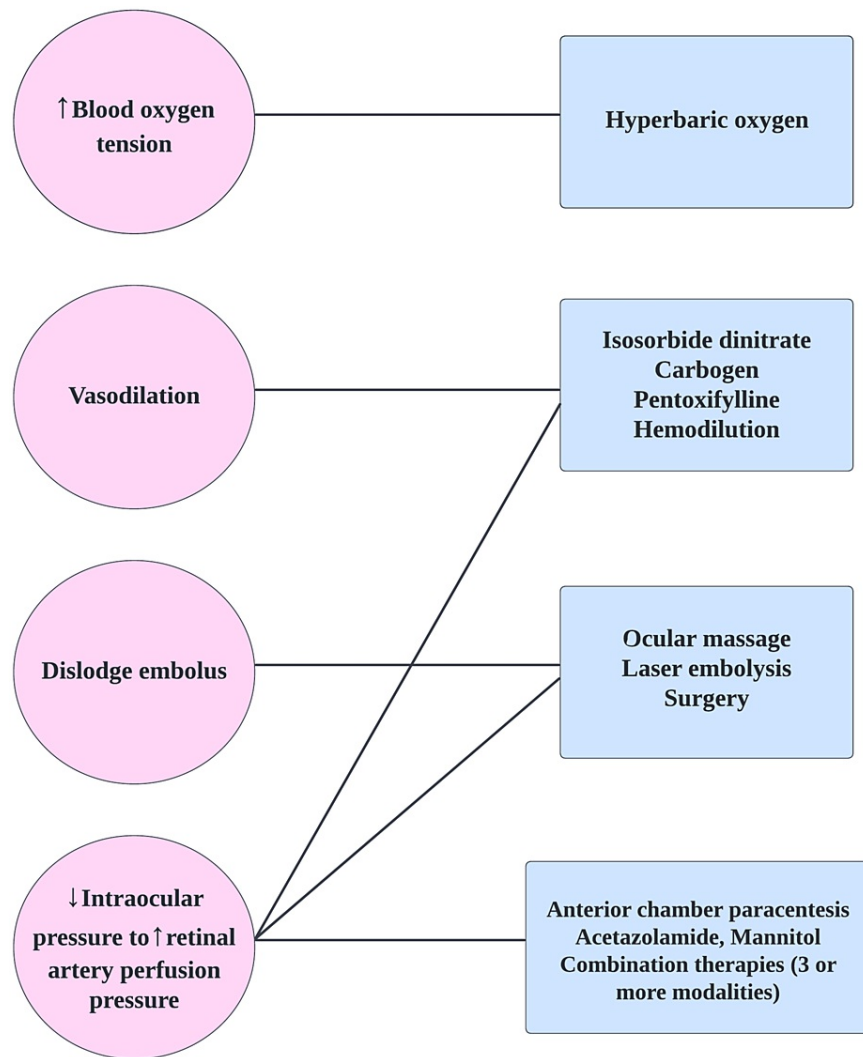 ↑Blood oxygen
tension
Hyperbaric oxygen
Vasodilation
Isosorbide dinitrate
Carbogen
Pentoxifylline
Hemodilution
Dislodge embolus
Ocular massage
Laser embolysis
Surgery
↓Intraocular
pressure to↑retinal
artery perfusion
pressure
Anterior chamber paracentesis
Acetazolamide, Mannitol
Combination therapies (3 or
more modalities)